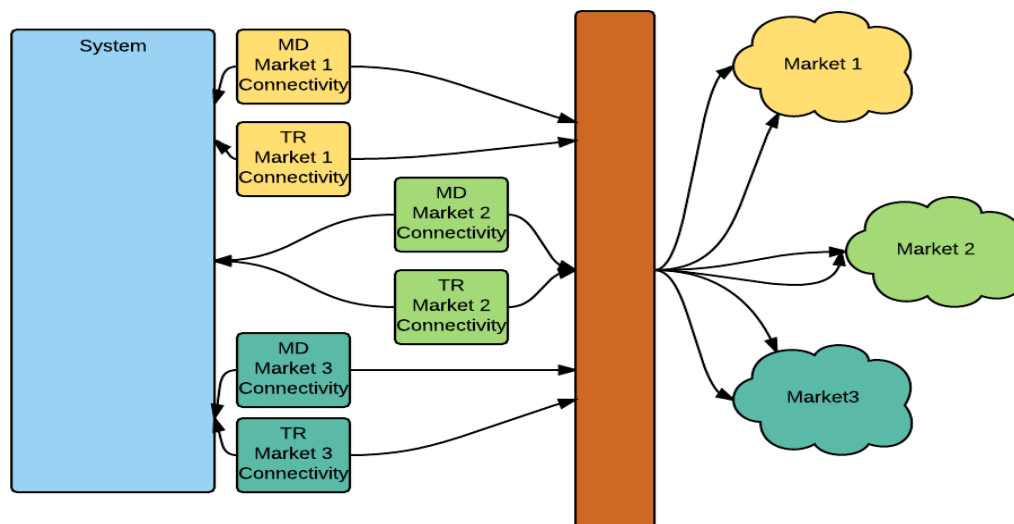 System
MD
Market 1
Connectivity
TR
Market 1
Connectivity
MD
Market 2
Connectivity
TR
Market 2
Connectivity
MD
Market 3
Connectivity
TR
Market 3
Connectivity
Market 1
Market 2
Market3